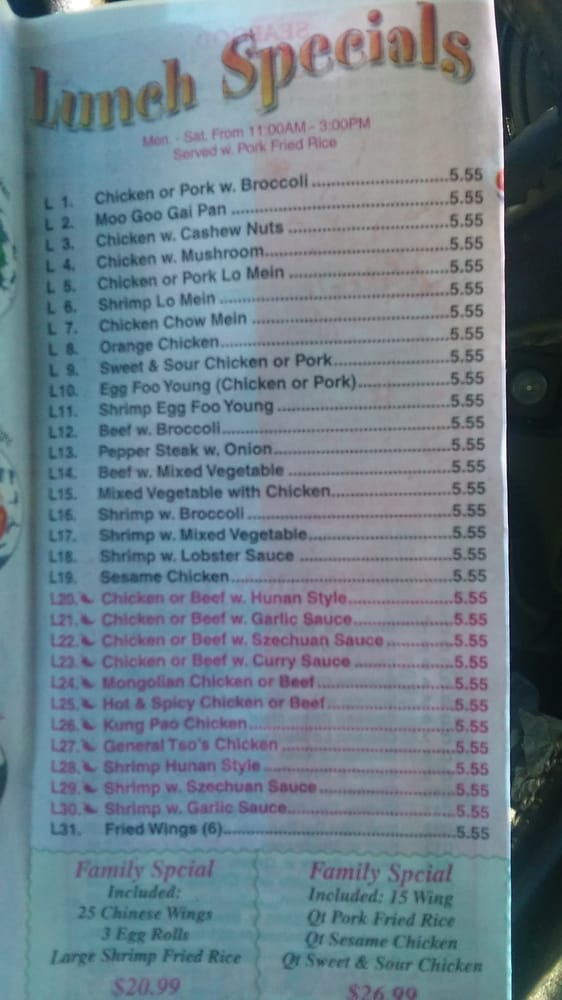 Lunch Specials
Mon. - Sat. From 11:00AM - 3:00PM
Served w. Pork Fried Rice
L 1. Chicken or Pork w. Broccoli 5.55
L 2. Moo Goo Gai Pan 5.55
L 3. Chicken w. Cashew Nuts 5.55
L 4. Chicken w. Mushroom 5.55
L 5. Chicken or Pork Lo Mein 5.55
L 6. Shrimp Lo Mein 5.55
L 7. Chicken Chow Mein 5.55
L 8. Orange Chicken 5.55
L 9. Sweet & Sour Chicken or Pork 5.55
L10. Egg Foo Young (Chicken or Pork) 5.55
L11. Shrimp Egg Foo Young 5.55
L12. Beef w. Broccoli 5.55
L13. Pepper Steak w. Onion 5.55
L14. Beef w. Mixed Vegetable 5.55
L15. Mixed Vegetable with Chicken 5.55
L16. Shrimp w. Broccoli 5.55
L17. Shrimp w. Mixed Vegetable 5.55
L18. Shrimp w. Lobster Sauce 5.55
L19. Sesame Chicken 5.55
L20. Chicken or Beef w. Hunan Style 5.55
L21. Chicken or Beef w. Garlic Sauce 5.55
L22. Chicken or Beef w. Szechuan Sauce 5.55
L23. Chicken or Beef w. Curry Sauce 5.55
L24. Mongolian Chicken or Beef 5.55
L25. Hot & Spicy Chicken or Beef 5.55
L26. Kung Pao Chicken 5.55
L27. General Tso's Chicken 5.55
L28. Shrimp Hunan Style 5.55
L29. Shrimp w. Szechuan Sauce 5.55
L30. Shrimp w. Garlic Sauce 5.55
L31. Fried Wings (6) 5.55
Family Spcial
Included:
25 Chinese Wings
3 Egg Rolls
Large Shrimp Fried Rice
$20.99
Family Spcial
Included: 15 Wing
Qt Pork Fried Rice
Qt Sesame Chicken
Qt Sweet & Sour Chicken
$26.99